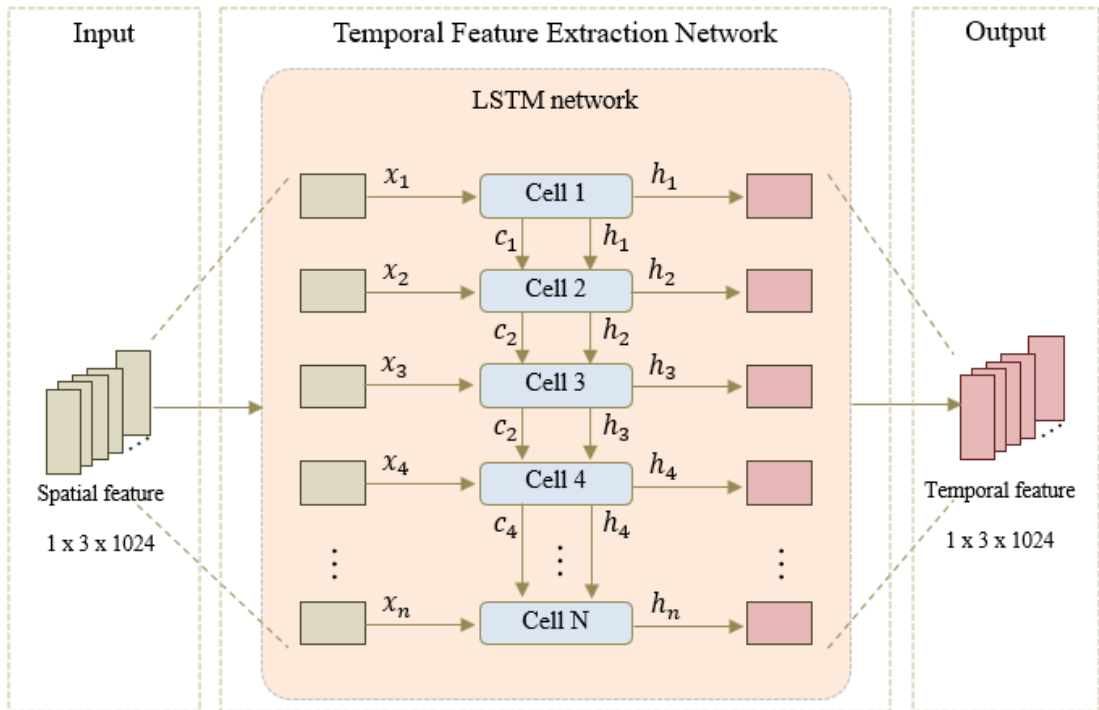 Input
Temporal Feature Extraction Network
Output
LSTM network
x₁
Cell 1
h₁
c₁
h₁
x₂
Cell 2
h₂
c₂
h₂
x₃
Cell 3
h₃
c₂
h₃
x₄
Cell 4
h₄
c₄
h₄
xₙ
Cell N
hₙ
Spatial feature
1 x 3 x 1024
Temporal feature
1 x 3 x 1024